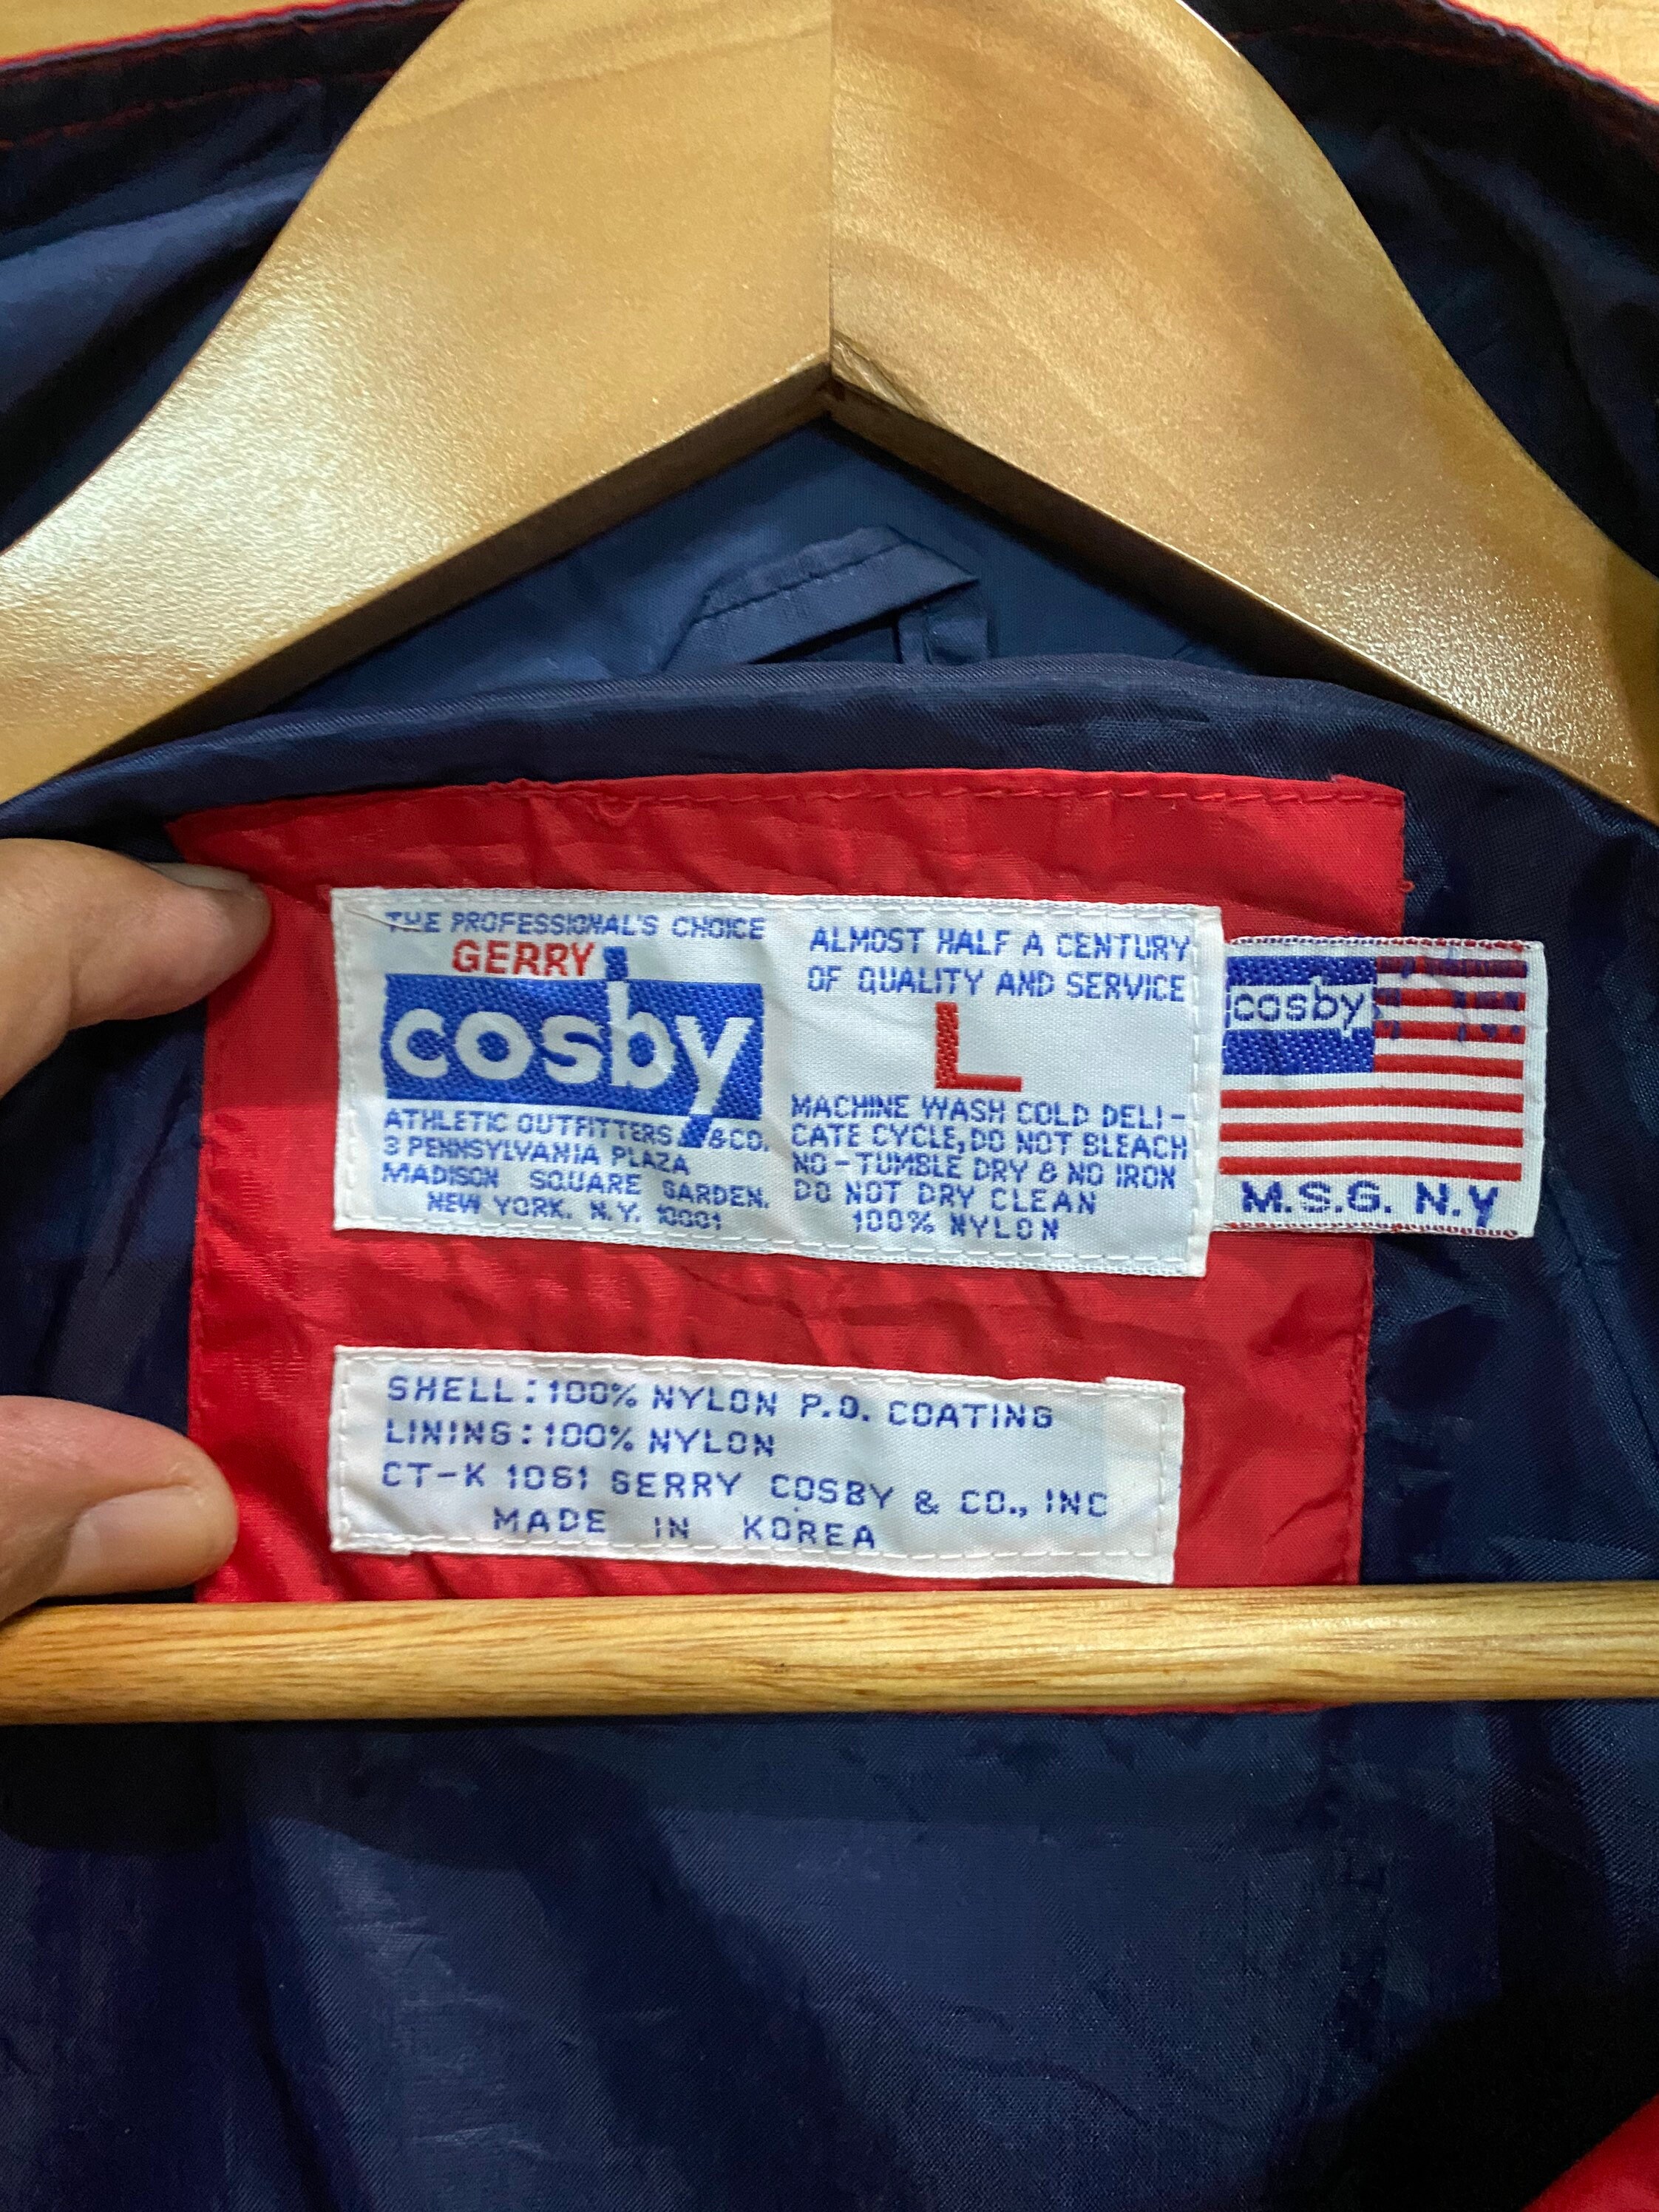 THE PROFESSIONAL'S CHOICE
GERRY
cosby
ATHLETIC OUTFITTERS &CO.
3 PENNSYLVANIA PLAZA
MADISON SQUARE GARDEN.
NEW YORK. N.Y. 10001
ALMOST HALF A CENTURY
OF QUALITY AND SERVICE
L
MACHINE WASH COLD DELI-
CATE CYCLE, DO NOT BLEACH
NO-TUMBLE DRY & NO IRON
DO NOT DRY CLEAN
100% NYLON
cosby
M.S.G. N.Y
SHELL:100% NYLON P.D. COATING
LINING:100% NYLON
CT-K 1061 GERRY COSBY & CO., INC
MADE IN KOREA